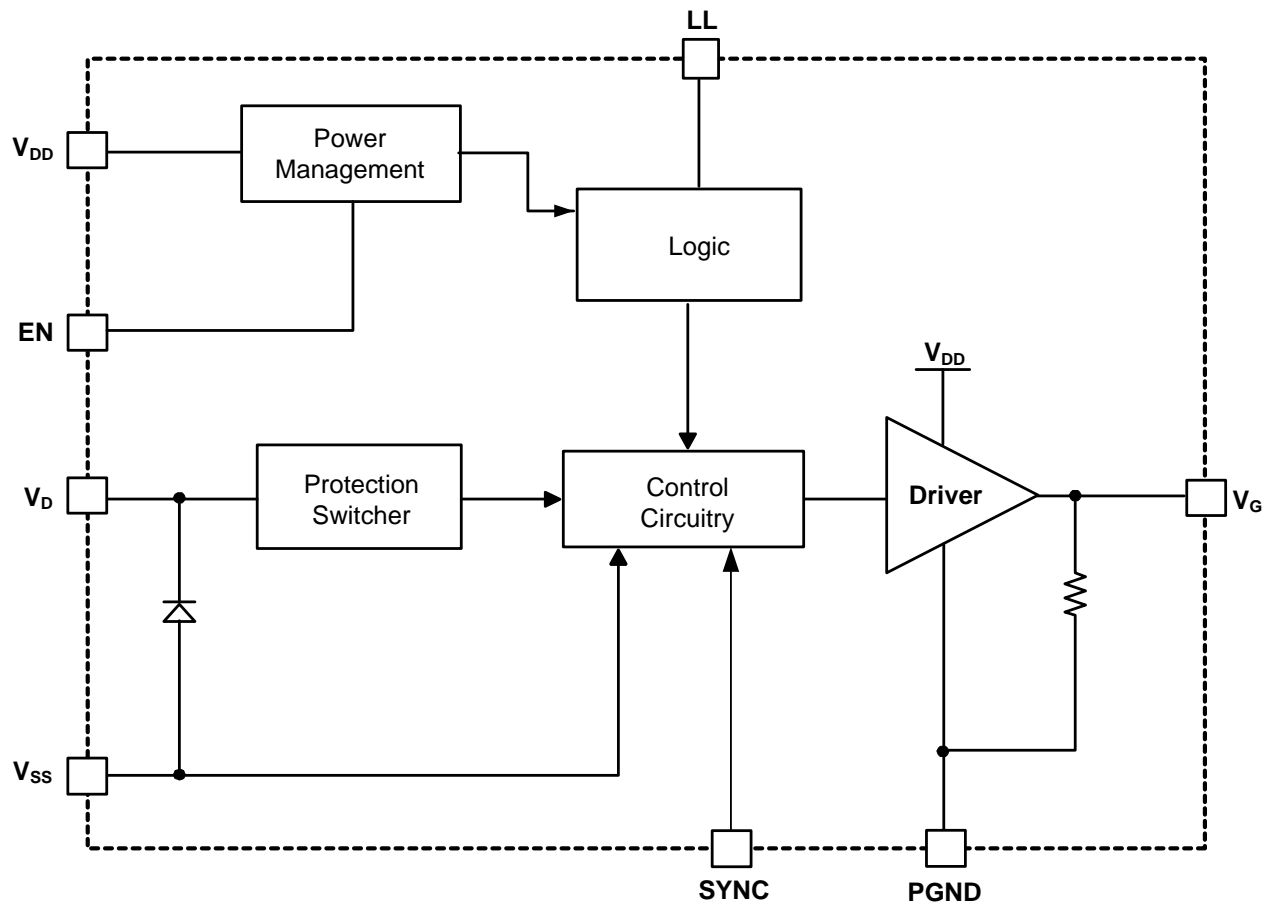 LL
VDD
Power
Management
Logic
EN
VDD
VD
Protection
Switcher
Control
Circuitry
Driver
VG
VSS
SYNC
PGND